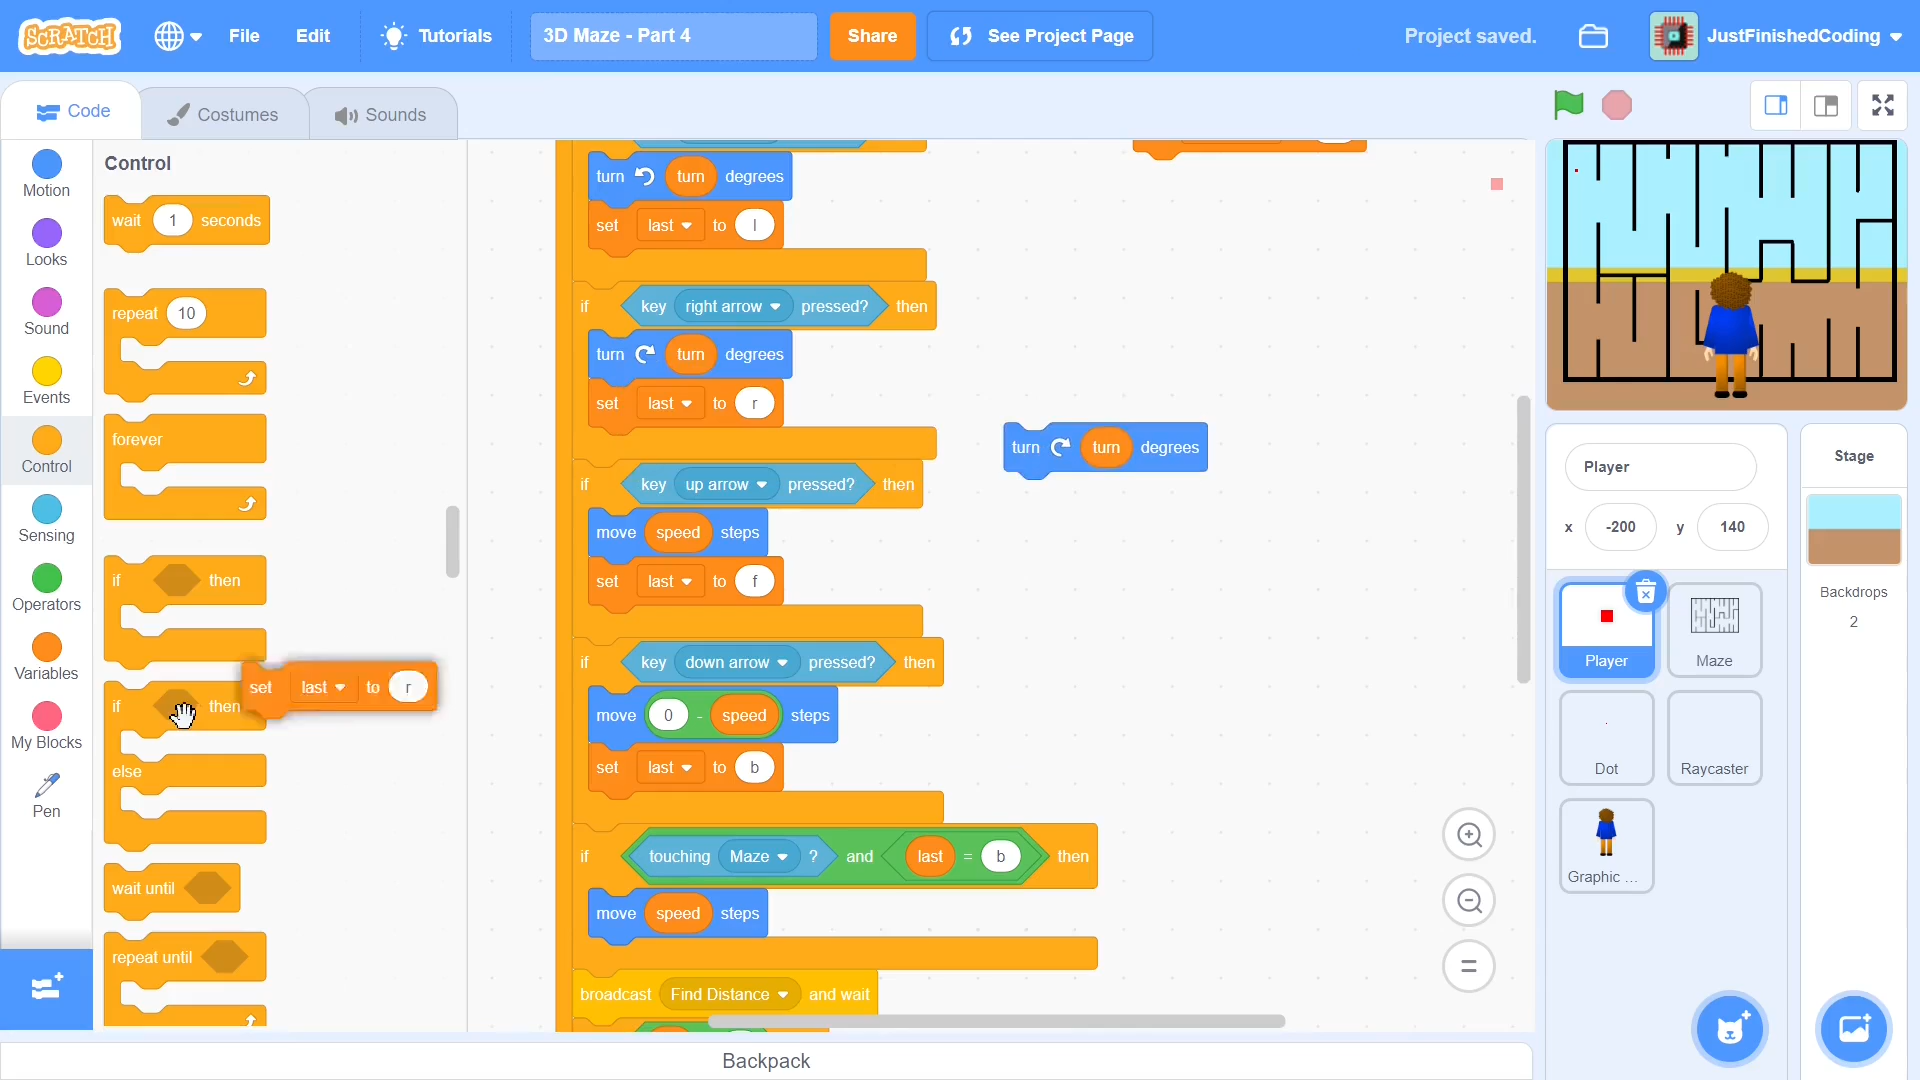 SCRATCH
File
Edit
Tutorials
3D Maze - Part 4
Share
See Project Page
Project saved.
JustFinishedCoding
Code
Costumes
Sounds
Motion
Looks
Sound
Events
Control
Sensing
Operators
Variables
My Blocks
Pen
Control
wait 1 seconds
repeat 10
forever
if then
set last to r
if then
else
wait until
repeat until
turn turn degrees
set last to l
if key right arrow pressed? then
turn turn degrees
set last to r
if key up arrow pressed? then
move speed steps
set last to f
if key down arrow pressed? then
move 0 - speed steps
set last to b
if touching Maze ? and last = b then
move speed steps
broadcast Find Distance and wait
turn turn degrees
Player
x -200 y 140
Player
Maze
Dot
Raycaster
Graphic ...
Stage
Backdrops
2
Backpack